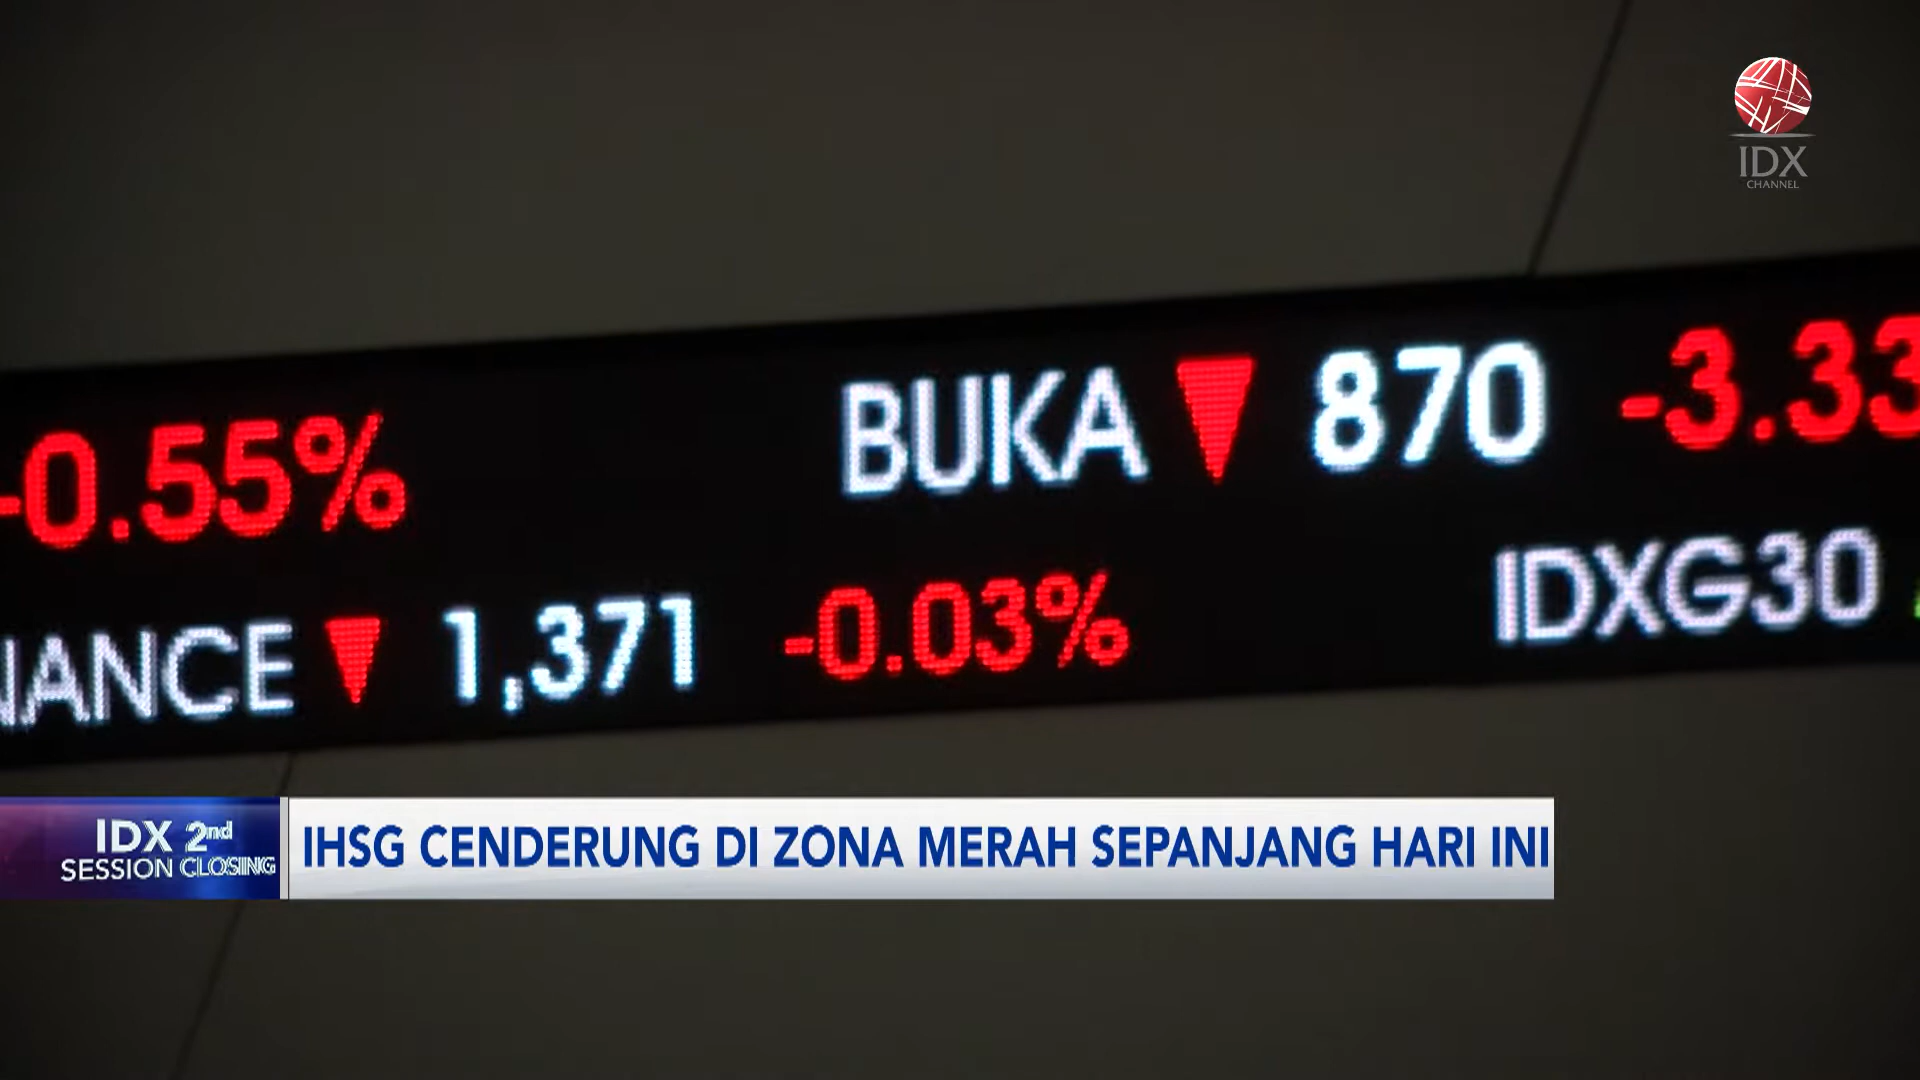 IDX
CHANNEL
-0.55% BUKA ▼ 870 -3.33
NANCE ▼ 1,371 -0.03% IDXG30
IDX 2nd
SESSION CLOSING
IHSG CENDERUNG DI ZONA MERAH SEPANJANG HARI INI